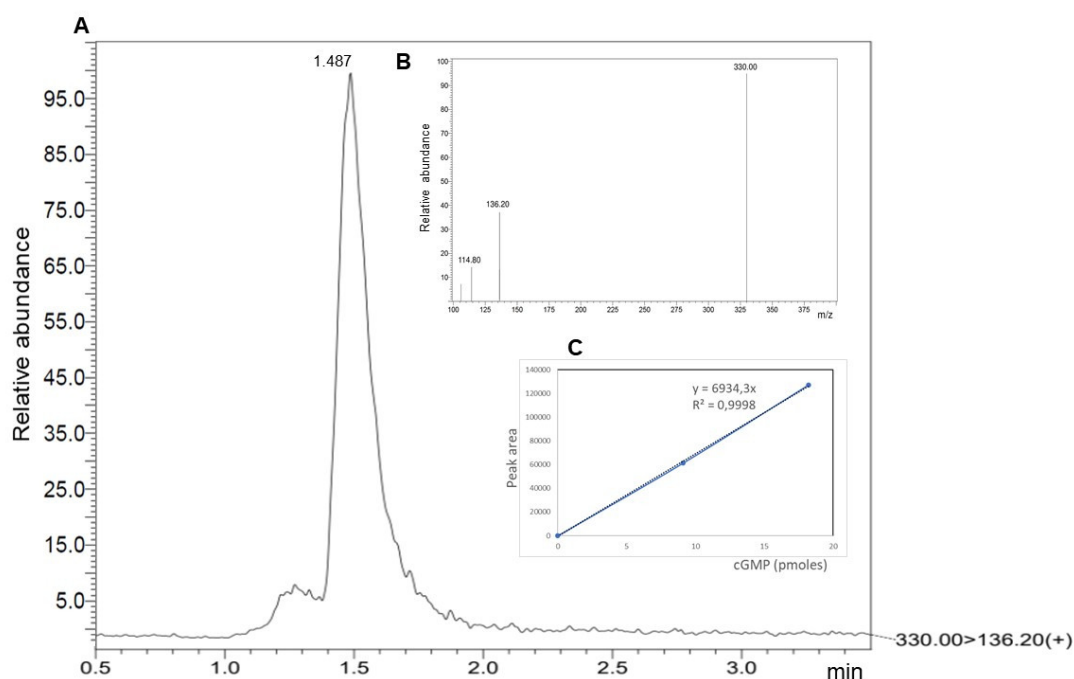 A
1.487
B
Relative abundance
95.0
85.0
75.0
65.0
55.0
45.0
35.0
25.0
15.0
5.0
0.5 1.0 1.5 2.0 2.5 3.0 min
330.00>136.20(+)
Relative abundance
100
90
80
70
60
50
40
30
20
10
330.00
136.20
114.80
100 125 150 175 200 225 250 275 300 325 350 375 m/z
C
y = 6934,3x
R² = 0,9998
Peak area
140000
120000
100000
80000
60000
40000
20000
0
0 5 10 15 20
cGMP (pmoles)